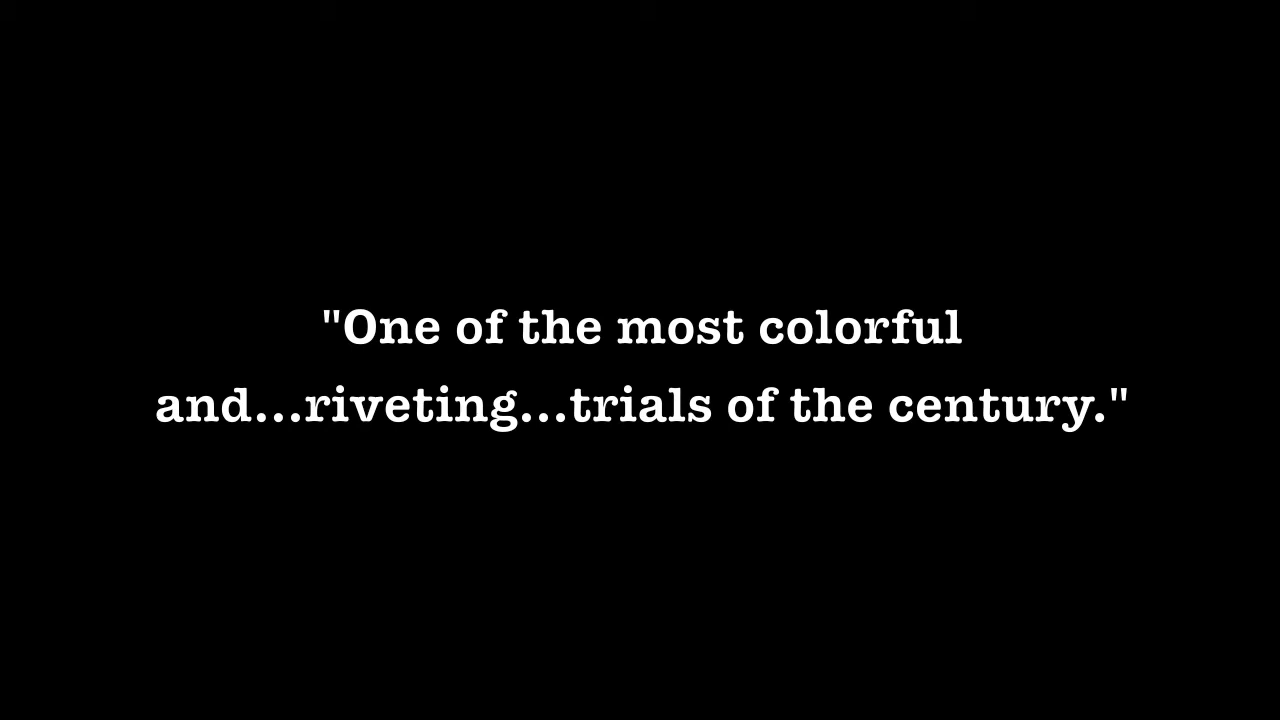 "One of the most colorful
and...riveting...trials of the century."